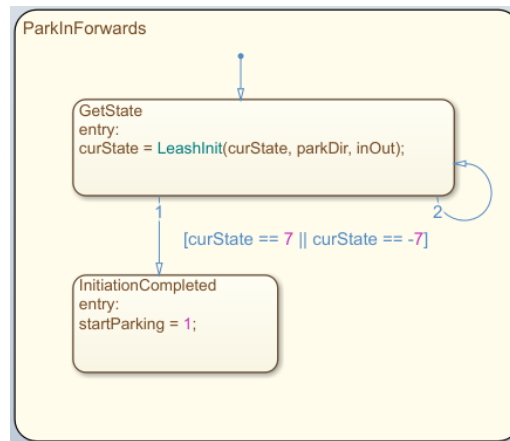 ParkInForwards
GetState
entry:
curState = LeashInit(curState, parkDir, inOut);
1
2
[curState == 7 || curState == -7]
InitiationCompleted
entry:
startParking = 1;